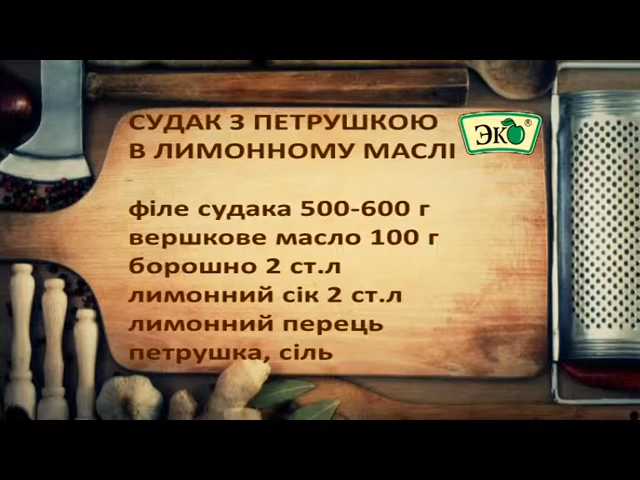 СУДАК З ПЕТРУШКОЮ
В ЛИМОННОМУ МАСЛІ
ЭКО®
філе судака 500-600 г
вершкове масло 100 г
борошно 2 ст.л
лимонний сік 2 ст.л
лимонний перець
петрушка, сіль